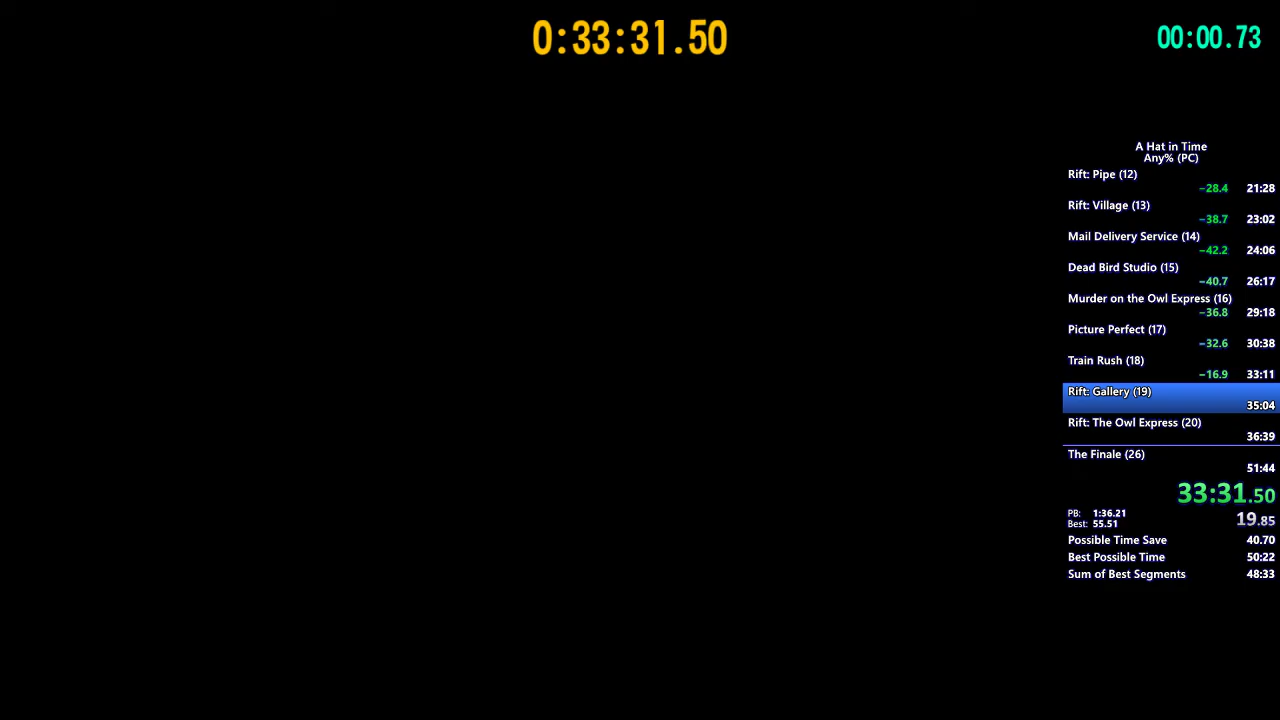 0:33:31.50
00:00.73
A Hat in Time
Any% (PC)
Rift: Pipe (12)
-28.4 21:28
Rift: Village (13)
-38.7 23:02
Mail Delivery Service (14)
-42.2 24:06
Dead Bird Studio (15)
-40.7 26:17
Murder on the Owl Express (16)
-36.8 29:18
Picture Perfect (17)
-32.6 30:38
Train Rush (18)
-16.9 33:11
Rift: Gallery (19)
35:04
Rift: The Owl Express (20)
36:39
The Finale (26)
51:44
33:31.50
PB: 1:36.21
Best: 55.51
19.85
Possible Time Save 40.70
Best Possible Time 50:22
Sum of Best Segments 48:33